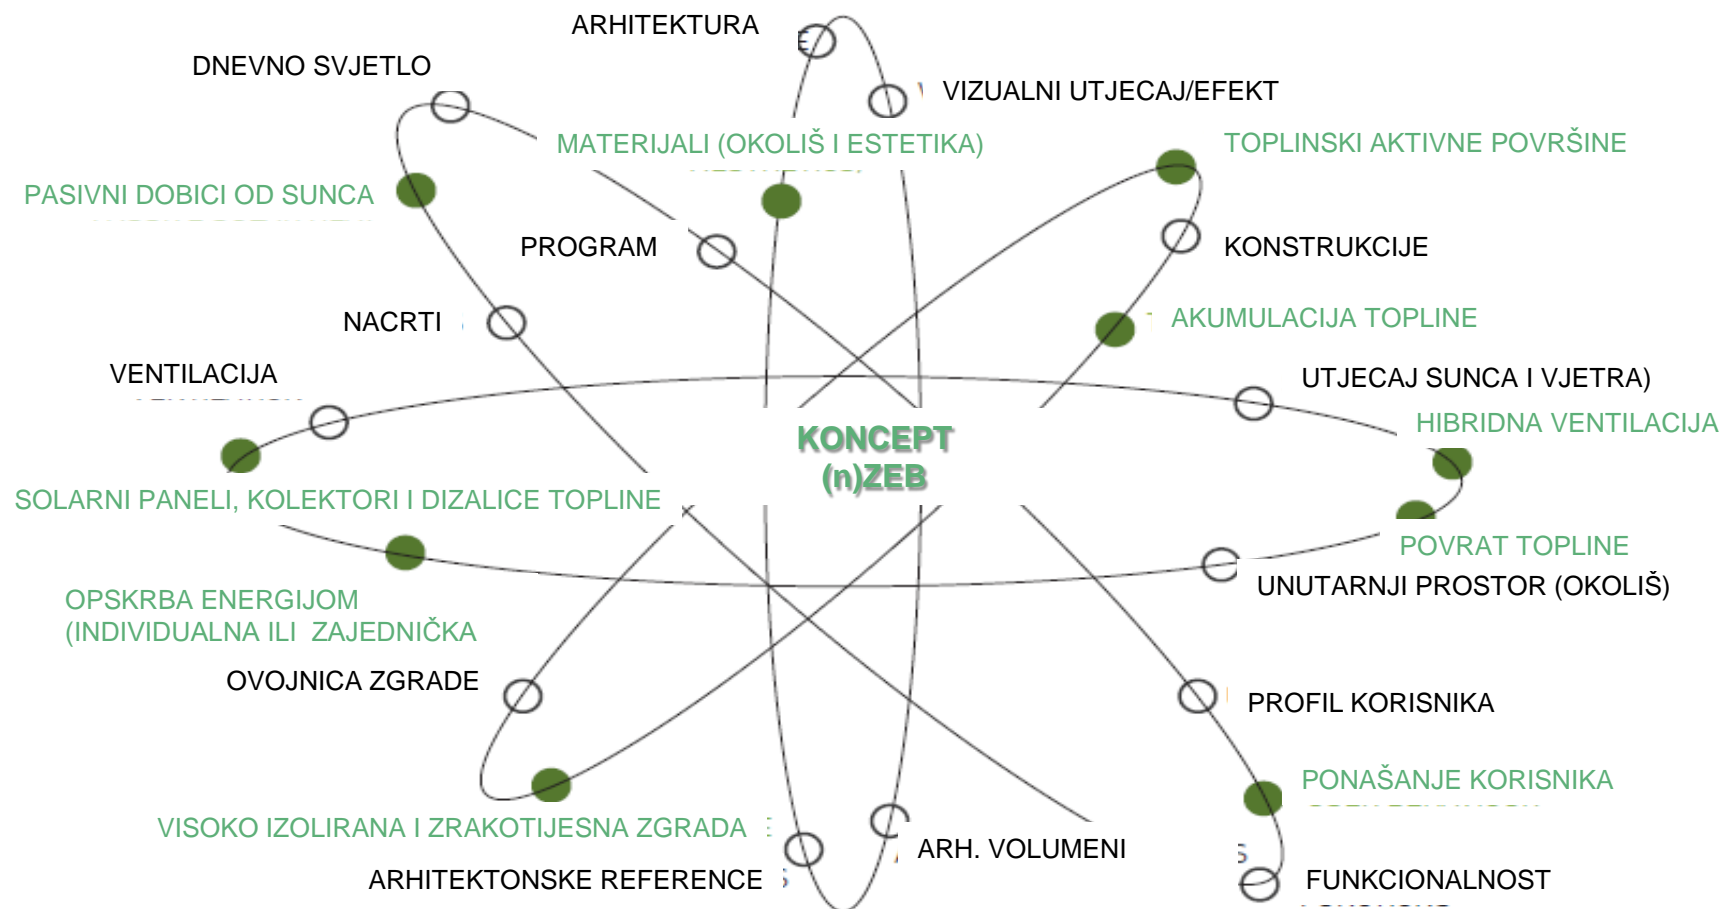 ARHITEKTURA
DNEVNO SVJETLO
VIZUALNI UTJECAJ/EFEKT
MATERIJALI (OKOLIŠ I ESTETIKA)
TOPLINSKI AKTIVNE POVRŠINE
PASIVNI DOBICI OD SUNCA
PROGRAM
KONSTRUKCIJE
NACRTI
AKUMULACIJA TOPLINE
VENTILACIJA
UTJECAJ SUNCA I VJETRA)
HIBRIDNA VENTILACIJA
KONCEPT
(n)ZEB
SOLARNI PANELI, KOLEKTORI I DIZALICE TOPLINE
POVRAT TOPLINE
UNUTARNJI PROSTOR (OKOLIŠ)
OPSKRBA ENERGIJOM
(INDIVIDUALNA ILI ZAJEDNIČKA
OVOJNICA ZGRADE
PROFIL KORISNIKA
PONAŠANJE KORISNIKA
VISOKO IZOLIRANA I ZRAKOTIJESNA ZGRADA
ARH. VOLUMENI
ARHITEKTONSKE REFERENCE
FUNKCIONALNOST